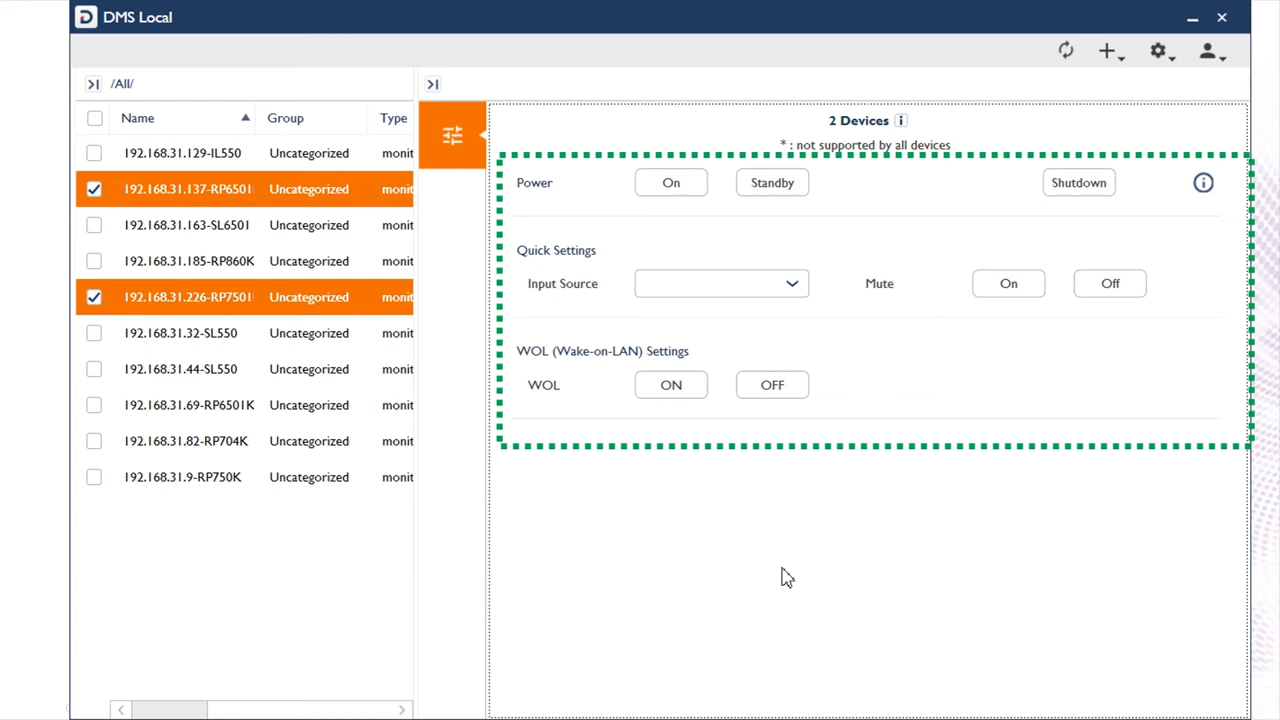 DMS Local
/All/
Name Group Type
192.168.31.129-IL550 Uncategorized monit
192.168.31.137-RP6501 Uncategorized monit
192.168.31.163-SL6501 Uncategorized monit
192.168.31.185-RP860K Uncategorized monit
192.168.31.226-RP7501 Uncategorized monit
192.168.31.32-SL550 Uncategorized monit
192.168.31.44-SL550 Uncategorized monit
192.168.31.69-RP6501K Uncategorized monit
192.168.31.82-RP704K Uncategorized monit
192.168.31.9-RP750K Uncategorized monit
2 Devices
* : not supported by all devices
Power On Standby Shutdown
Quick Settings
Input Source Mute On Off
WOL (Wake-on-LAN) Settings
WOL ON OFF